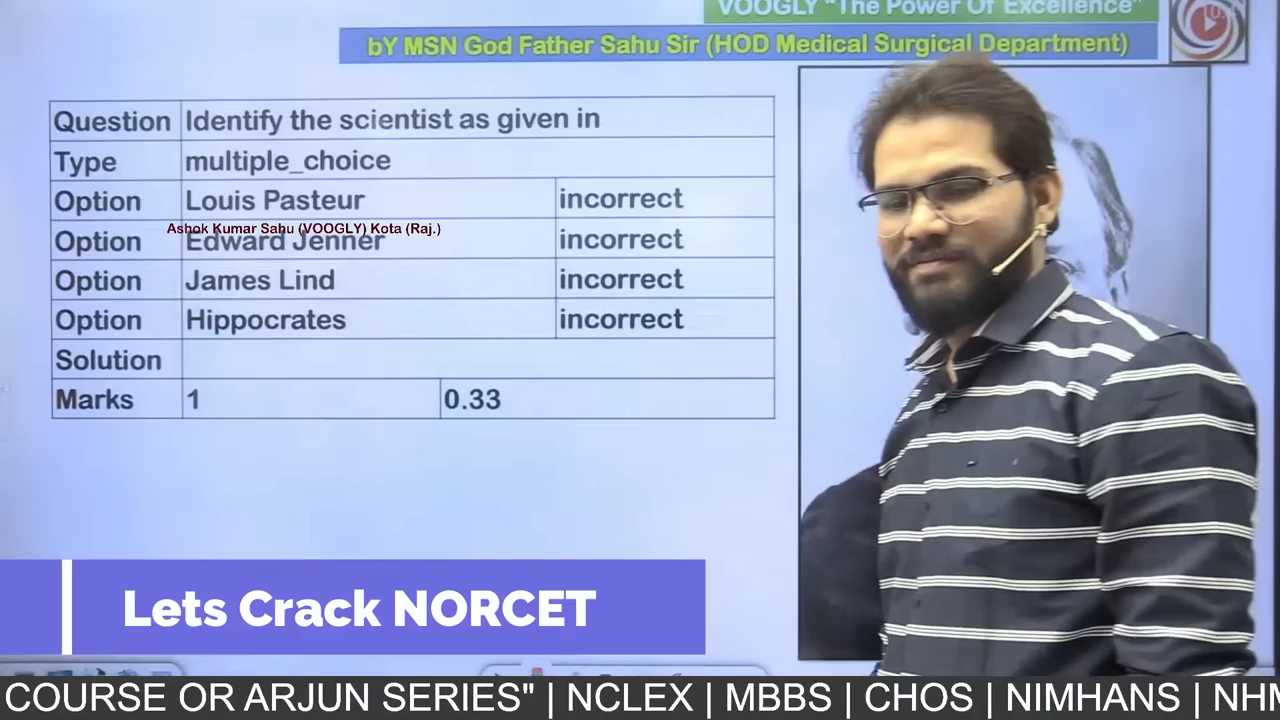 VOOGLY "The Power Of Excellence"
bY MSN God Father Sahu Sir (HOD Medical Surgical Department)
Question Identify the scientist as given in
Type multiple_choice
Option Louis Pasteur incorrect
Ashok Kumar Sahu (VOOGLY) Kota (Raj.)
Option Edward Jenner incorrect
Option James Lind incorrect
Option Hippocrates incorrect
Solution
Marks 1 0.33
Lets Crack NORCET
COURSE OR ARJUN SERIES" | NCLEX | MBBS | CHOS | NIMHANS | NHM